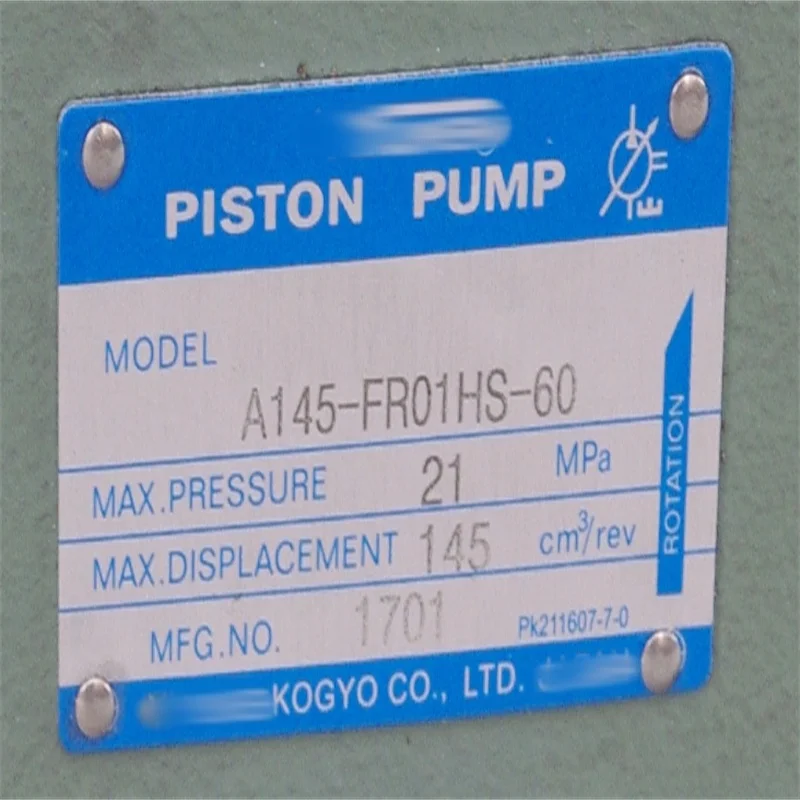 PISTON PUMP
MODEL
A145-FR01HS-60
MAX.PRESSURE 21 MPa
MAX.DISPLACEMENT 145 cm³/rev
MFG.NO. 1701
Pk211607-7-0
ROTATION
KOGYO CO., LTD.